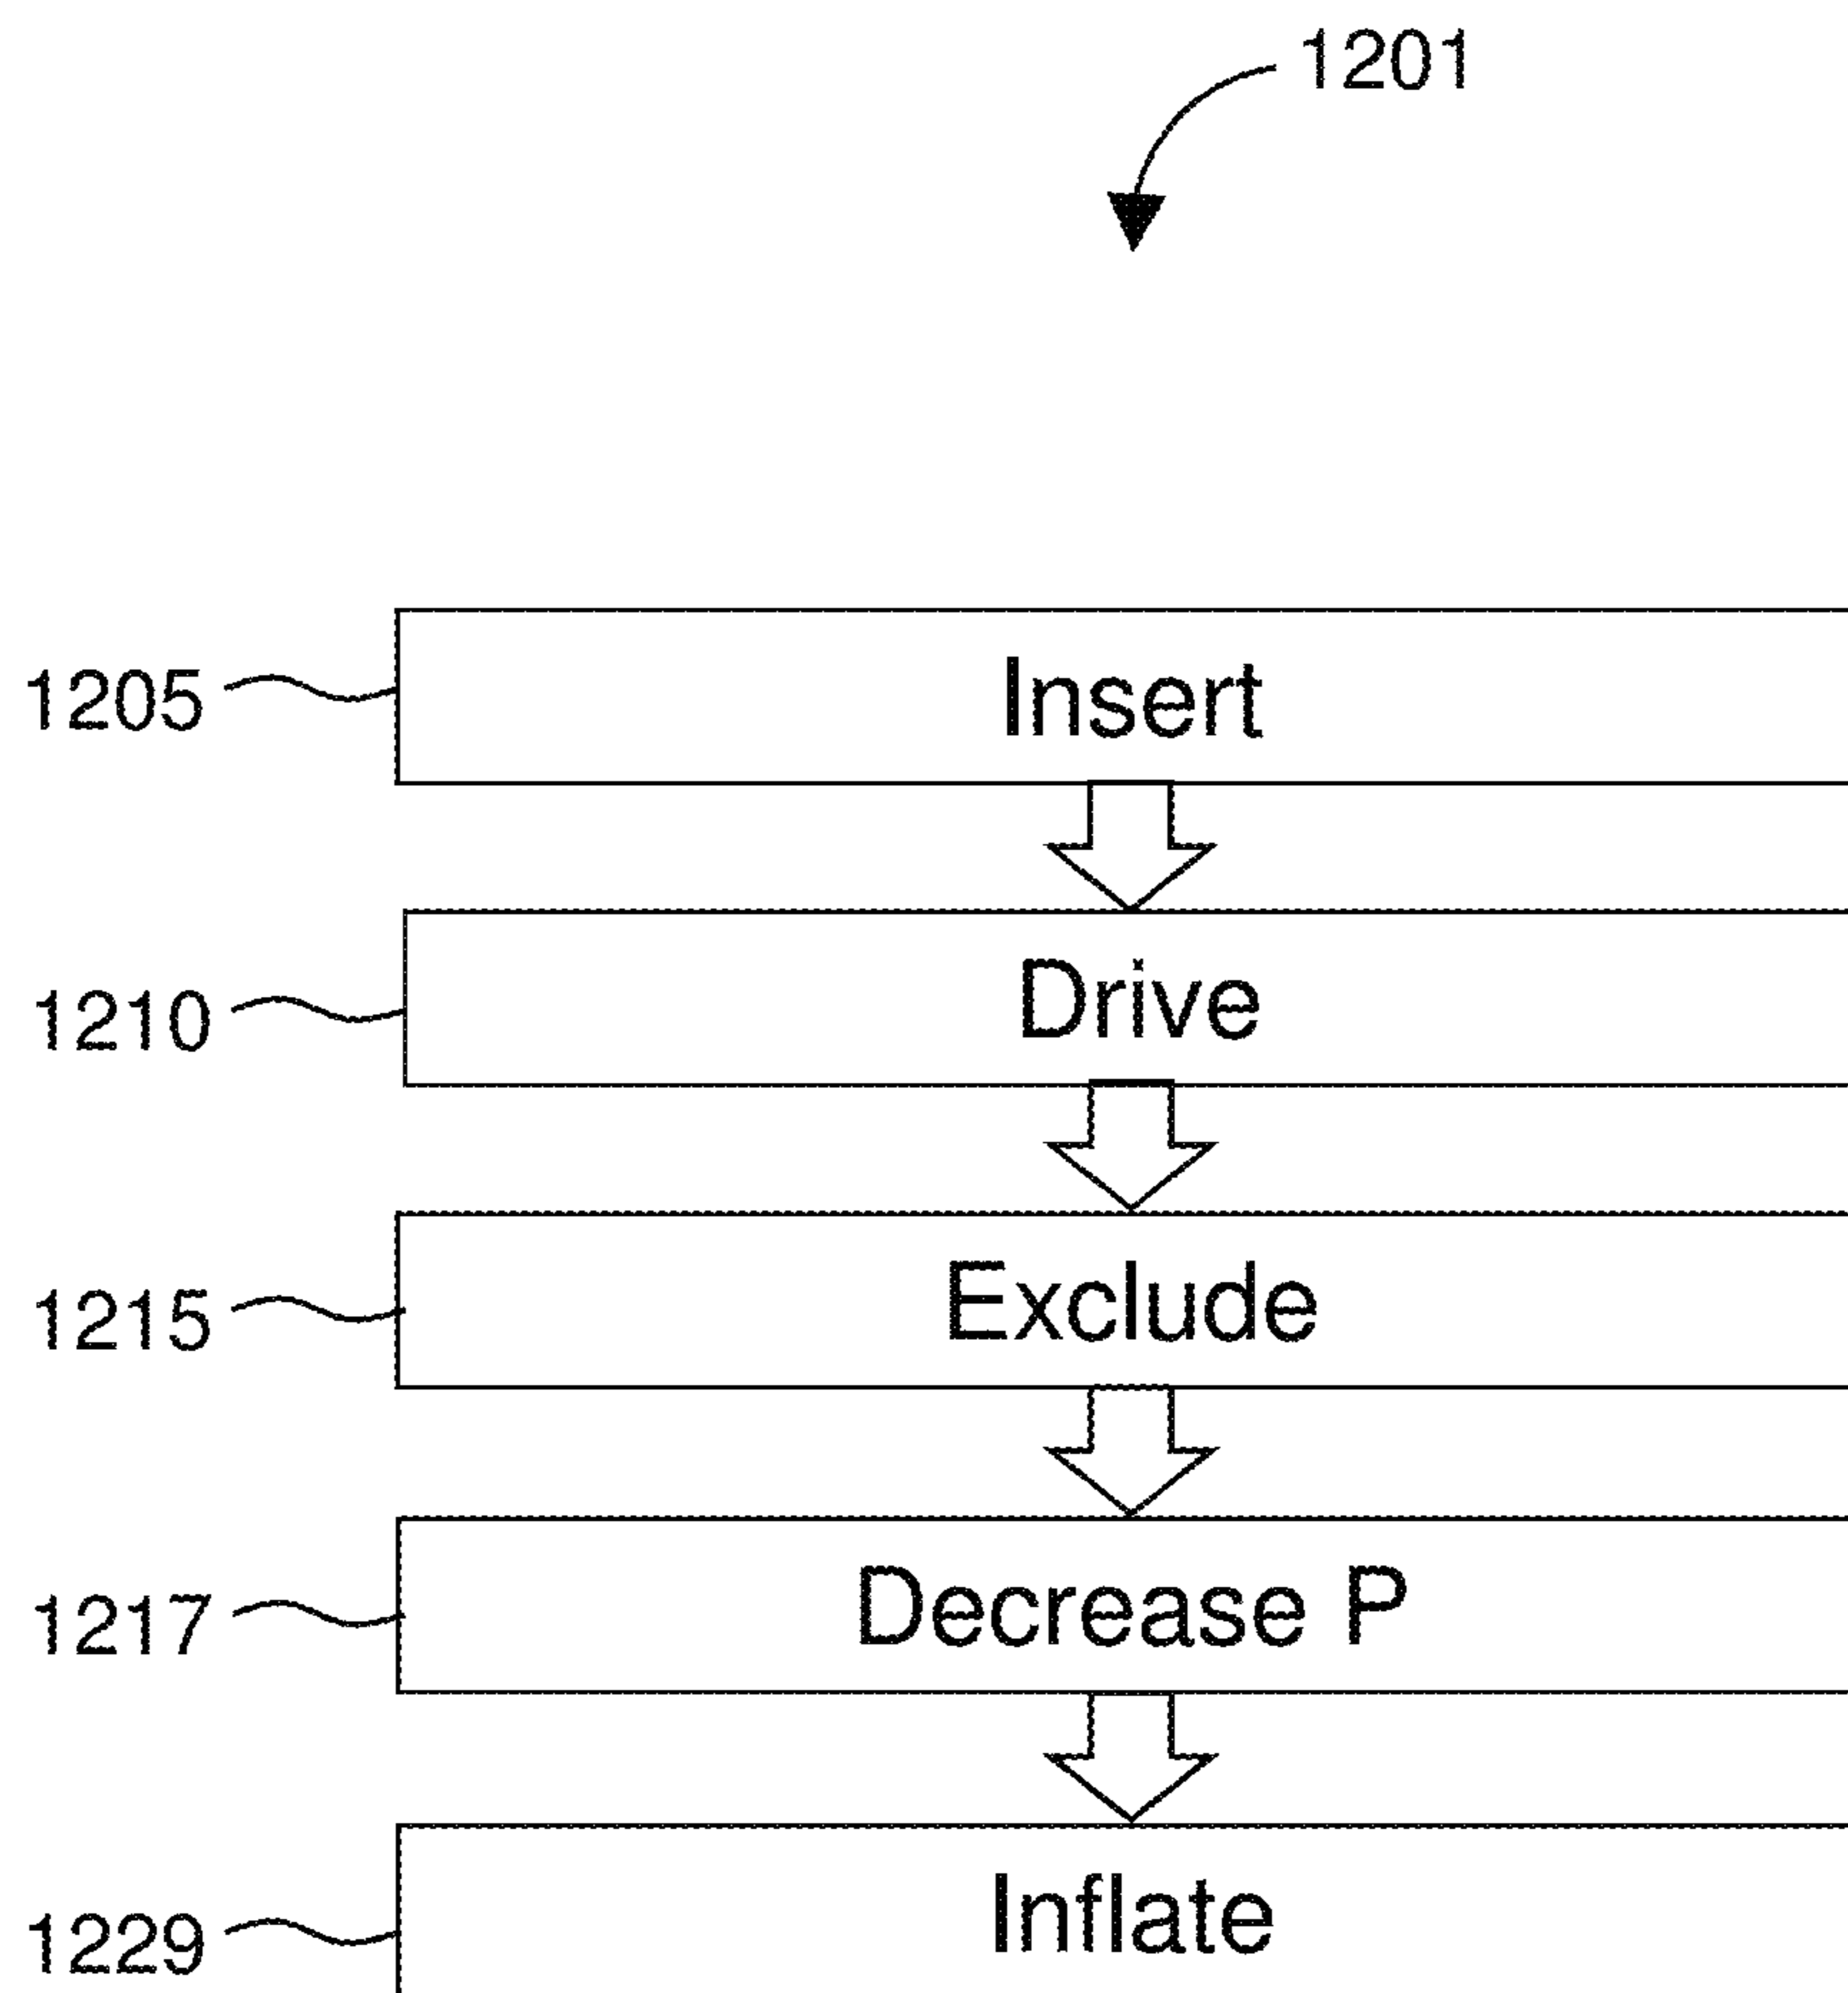 1201
1205 Insert
1210 Drive
1215 Exclude
1217 Decrease P
1229 Inflate